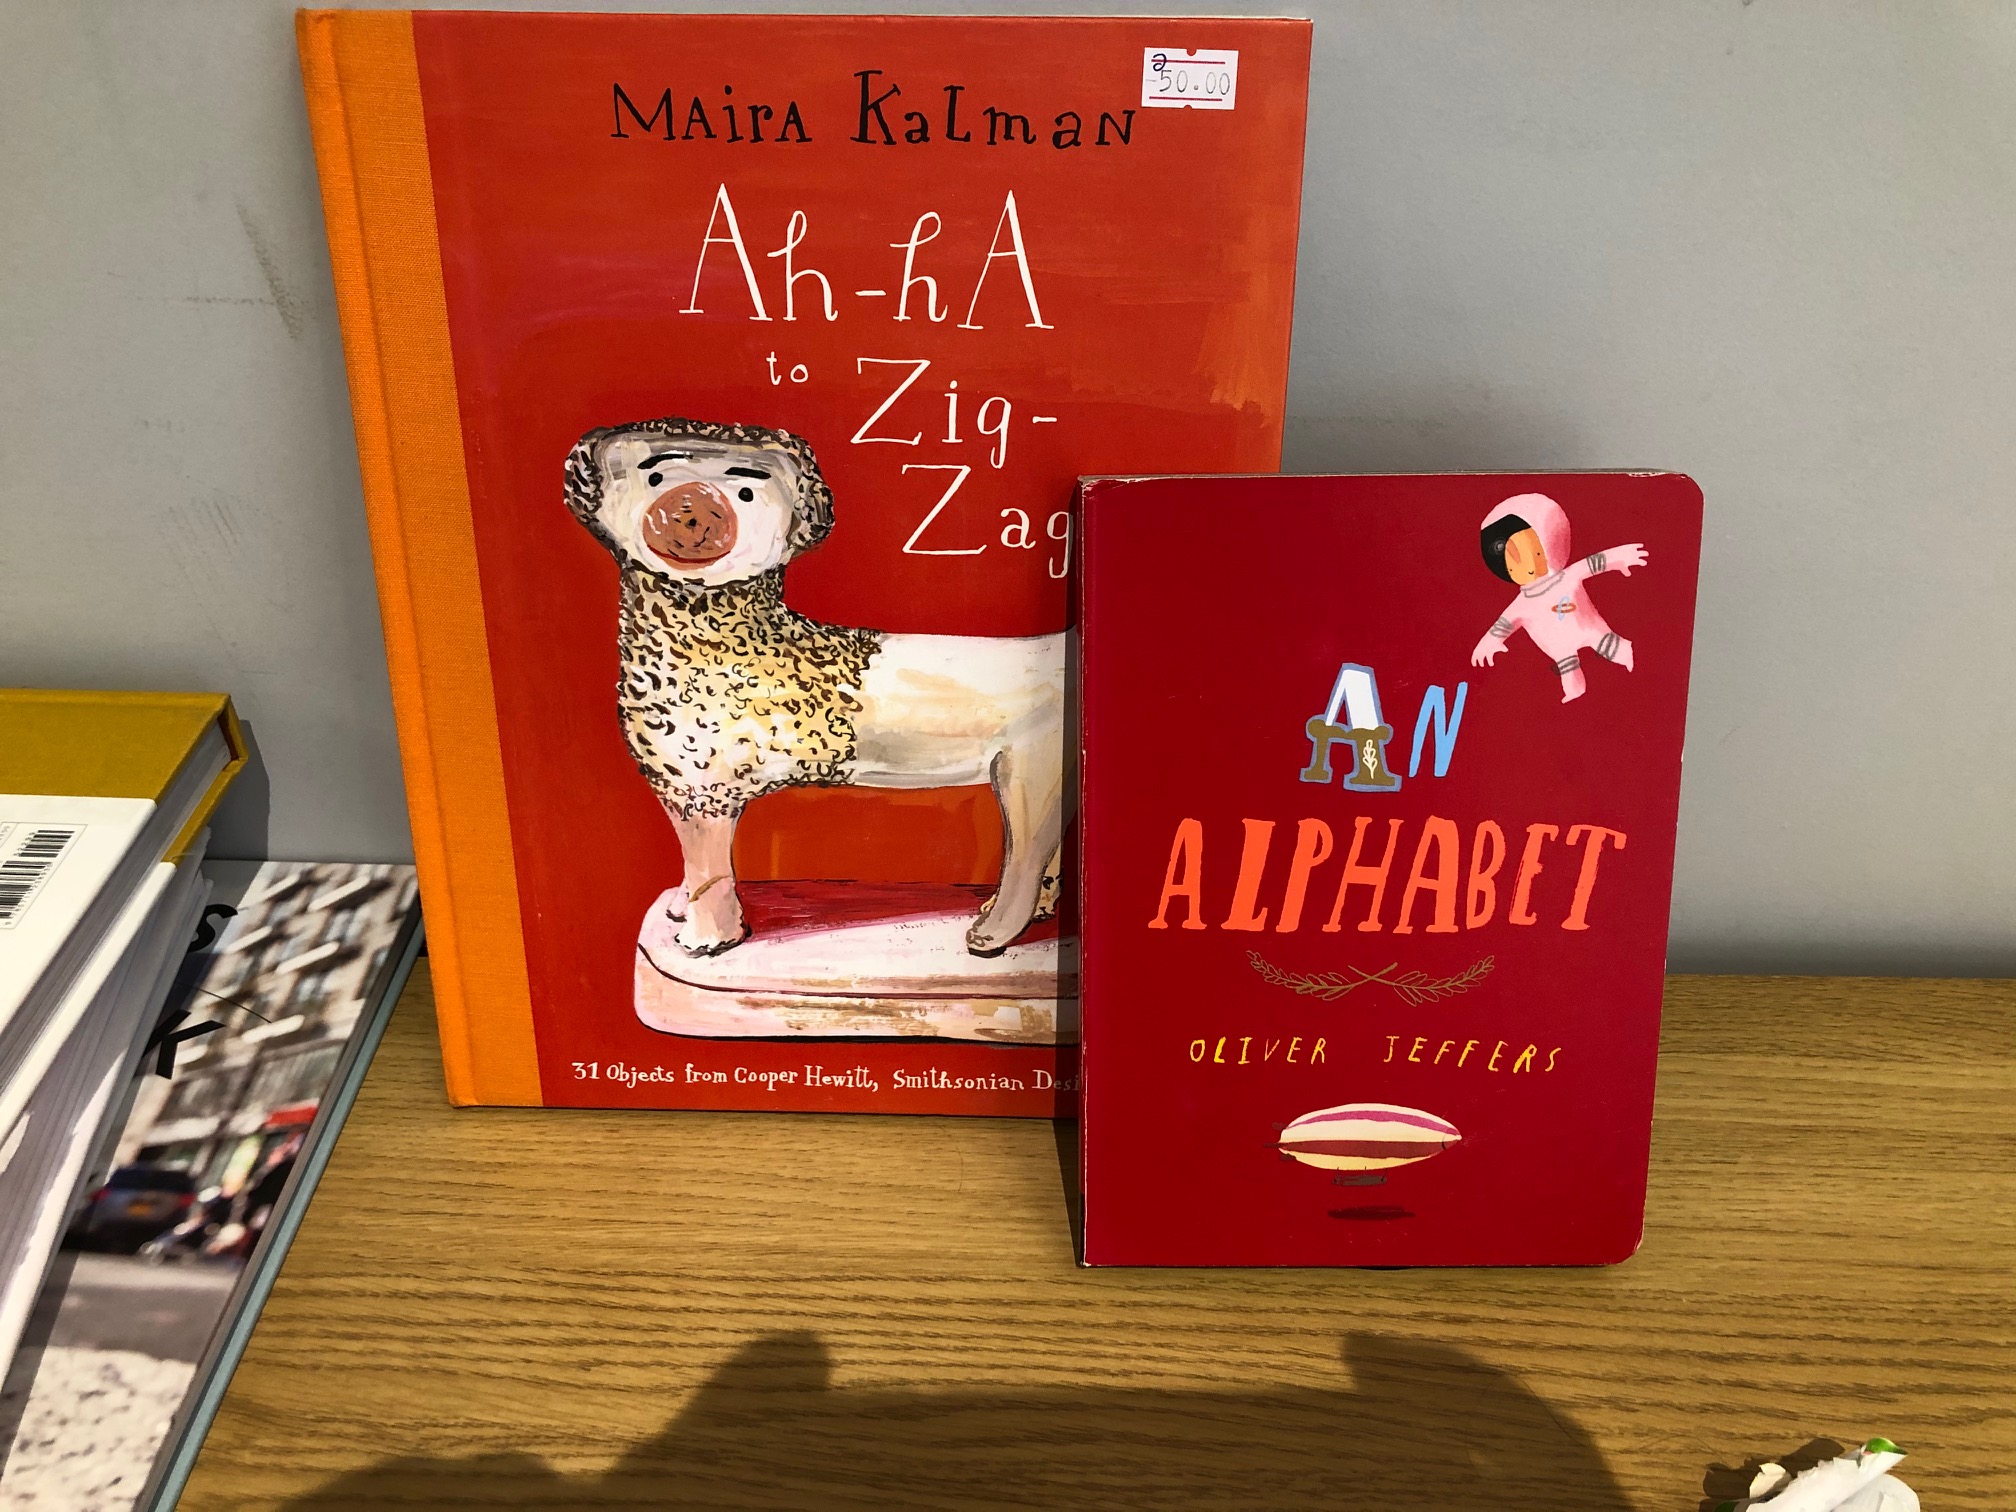 Maira Kalman
50.00
Ah-hA
to Zig-
Zag
31 Objects from Cooper Hewitt, Smithsonian
AN
ALPHABET
OLIVER JEFFERS
S
K